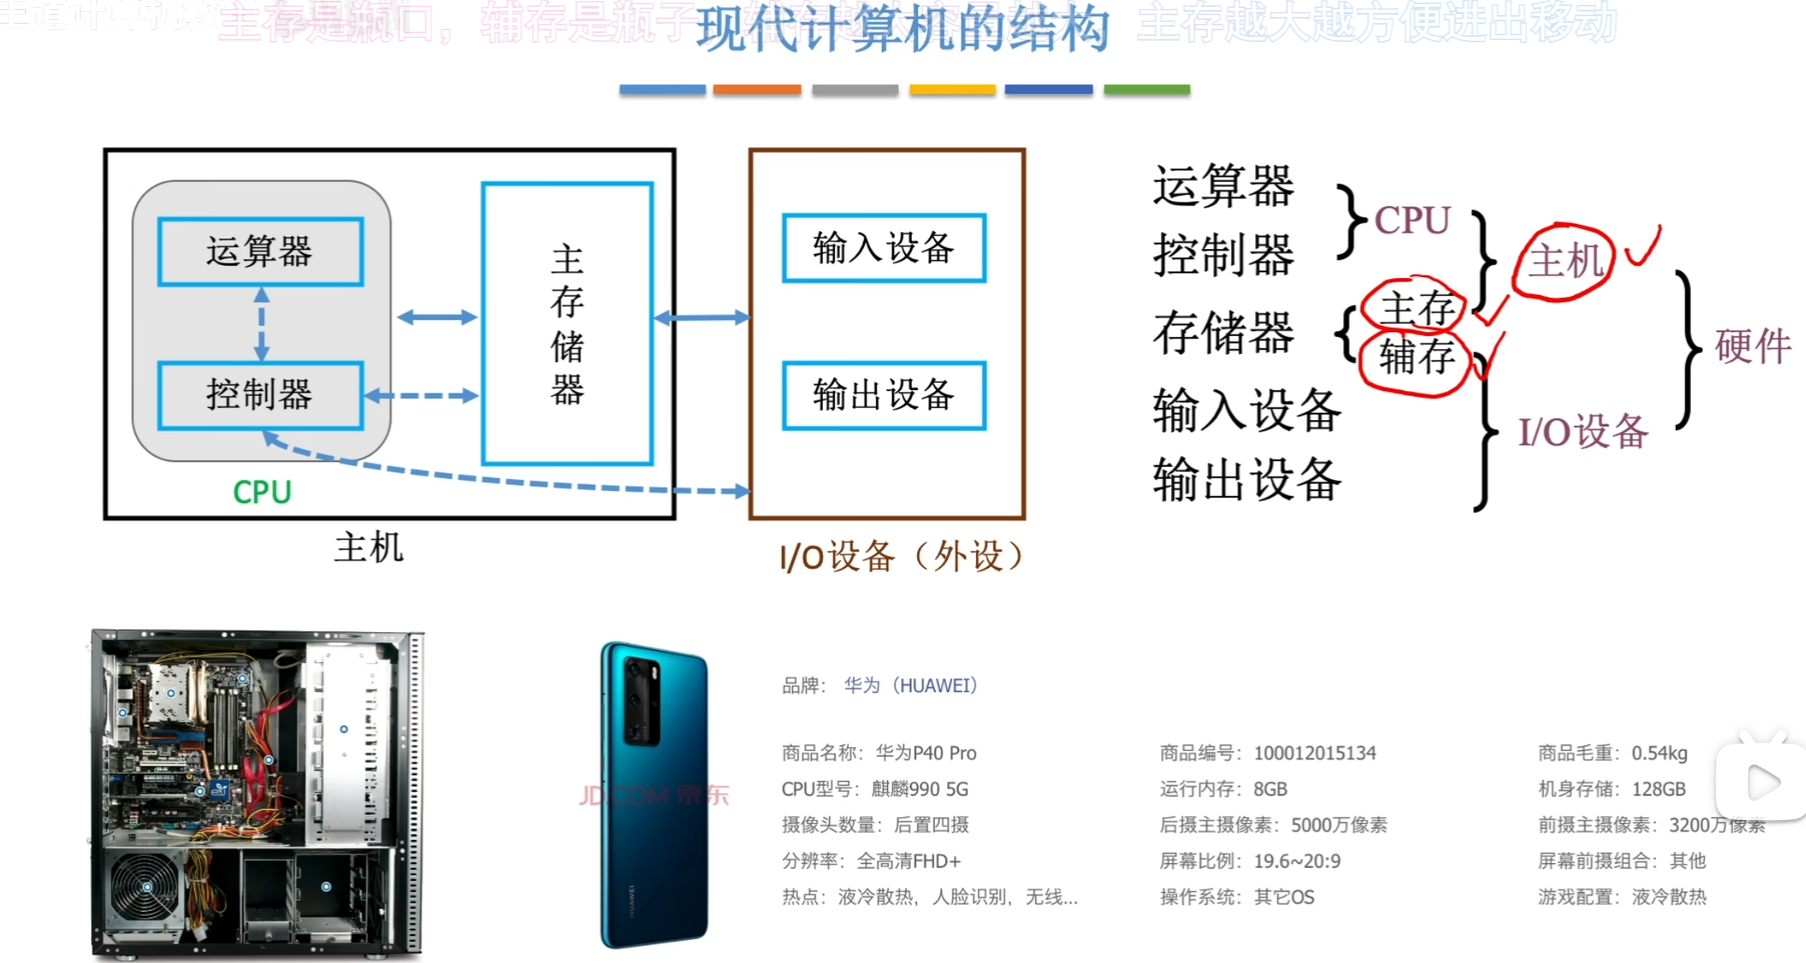 主存是瓶口，辅存是瓶子
现代计算机的结构
主存越大越方便进出移动
运算器
控制器
CPU
主存储器
主机
输入设备
输出设备
I/O设备（外设）
运算器
控制器
存储器
输入设备
输出设备
CPU
主存
辅存
主机
I/O设备
硬件
JD.COM 京东
HUAWEI
品牌： 华为（HUAWEI）
商品名称：华为P40 Pro 商品编号：100012015134 商品毛重：0.54kg
CPU型号：麒麟990 5G 运行内存：8GB 机身存储：128GB
摄像头数量：后置四摄 后摄主摄像素：5000万像素 前摄主摄像素：3200万像素
分辨率：全高清FHD+ 屏幕比例：19.6~20:9 屏幕前摄组合：其他
热点：液冷散热，人脸识别，无线... 操作系统：其它OS 游戏配置：液冷散热